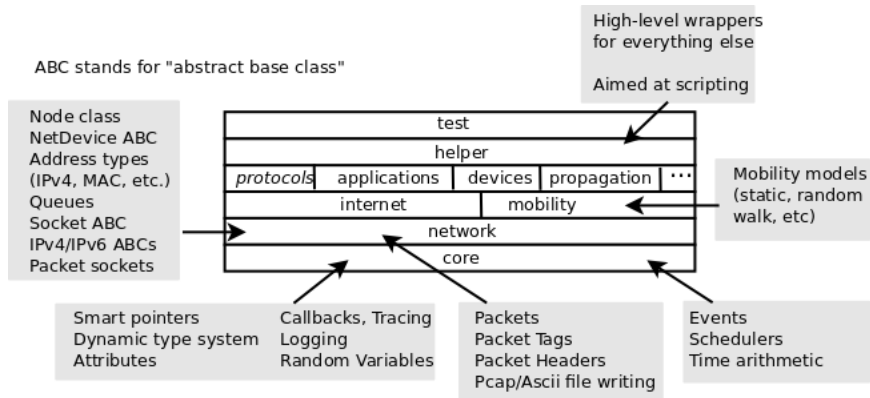 High-level wrappers
for everything else
Aimed at scripting
ABC stands for "abstract base class"
Node class
NetDevice ABC
Address types
(IPv4, MAC, etc.)
Queues
Socket ABC
IPv4/IPv6 ABCs
Packet sockets
test
helper
protocols applications devices propagation ...
internet mobility
network
core
Mobility models
(static, random
walk, etc)
Smart pointers
Dynamic type system
Attributes
Callbacks, Tracing
Logging
Random Variables
Packets
Packet Tags
Packet Headers
Pcap/Ascii file writing
Events
Schedulers
Time arithmetic